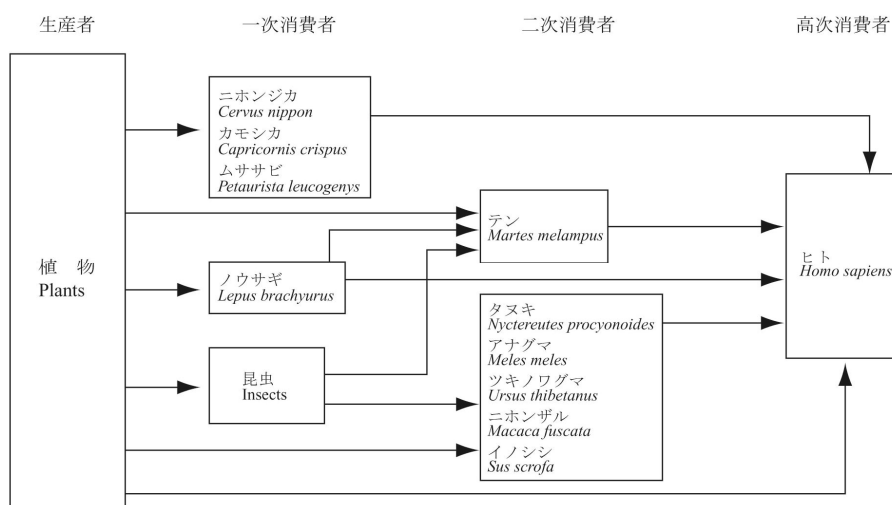 生産者
一次消費者
二次消費者
高次消費者
植　物
Plants
ニホンジカ
Cervus nippon
カモシカ
Capricornis crispus
ムササビ
Petaurista leucogenys
ノウサギ
Lepus brachyurus
昆虫
Insects
テン
Martes melampus
タヌキ
Nyctereutes procyonoides
アナグマ
Meles meles
ツキノワグマ
Ursus thibetanus
ニホンザル
Macaca fuscata
イノシシ
Sus scrofa
ヒト
Homo sapiens